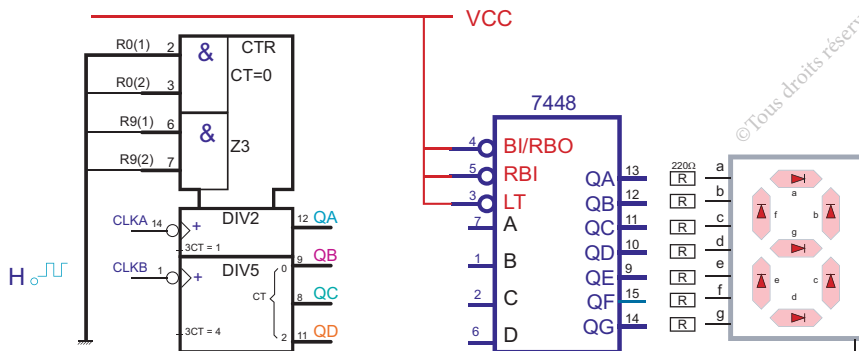 VCC
R0(1) 2 & CTR
CT=0
R0(2) 3
R9(1) 6 &
Z3
R9(2) 7
DIV2
CLKA 14 + 12 QA
3CT = 1
9 QB
H CLKB 1 + DIV5 0
CT 8 QC
3CT = 4 2 11 QD
7448
4 BI/RBO
5 RBI
3 LT
7 A
1 B
2 C
6 D
QA 13 220Ω R a
QB 12 R b
QC 11 R c
QD 10 R d
QE 9 R e
QF 15 R f
QG 14 R g
a
f b
g
e c
d
©Tous droits réservé